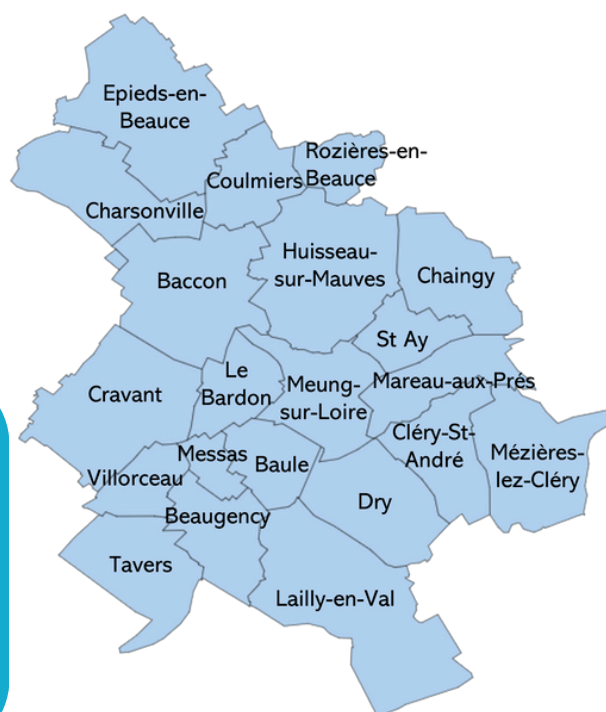 Epieds-en-
Beauce
Rozières-en-
Beauce
Coulmiers
Charsonville
Huisseau-
sur-Mauves
Chaingy
Baccon
St Ay
Le
Bardon
Meung-
sur-Loire
Mareau-aux-Prés
Cravant
Cléry-St-
André
Mézières-
lez-Cléry
Messas
Baule
Villorceau
Dry
Beaugency
Tavers
Lailly-en-Val